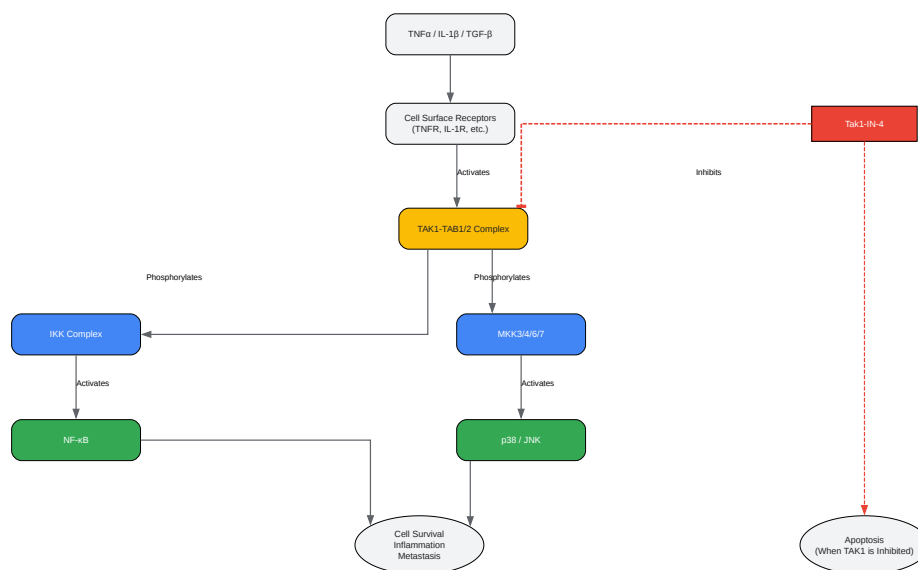 TNFα / IL-1β / TGF-β
Cell Surface Receptors
(TNFR, IL-1R, etc.)
Tak1-IN-4
Activates
Inhibits
TAK1-TAB1/2 Complex
Phosphorylates
Phosphorylates
IKK Complex
MKK3/4/6/7
Activates
Activates
NF-κB
p38 / JNK
Cell Survival
Inflammation
Metastasis
Apoptosis
(When TAK1 is Inhibited)